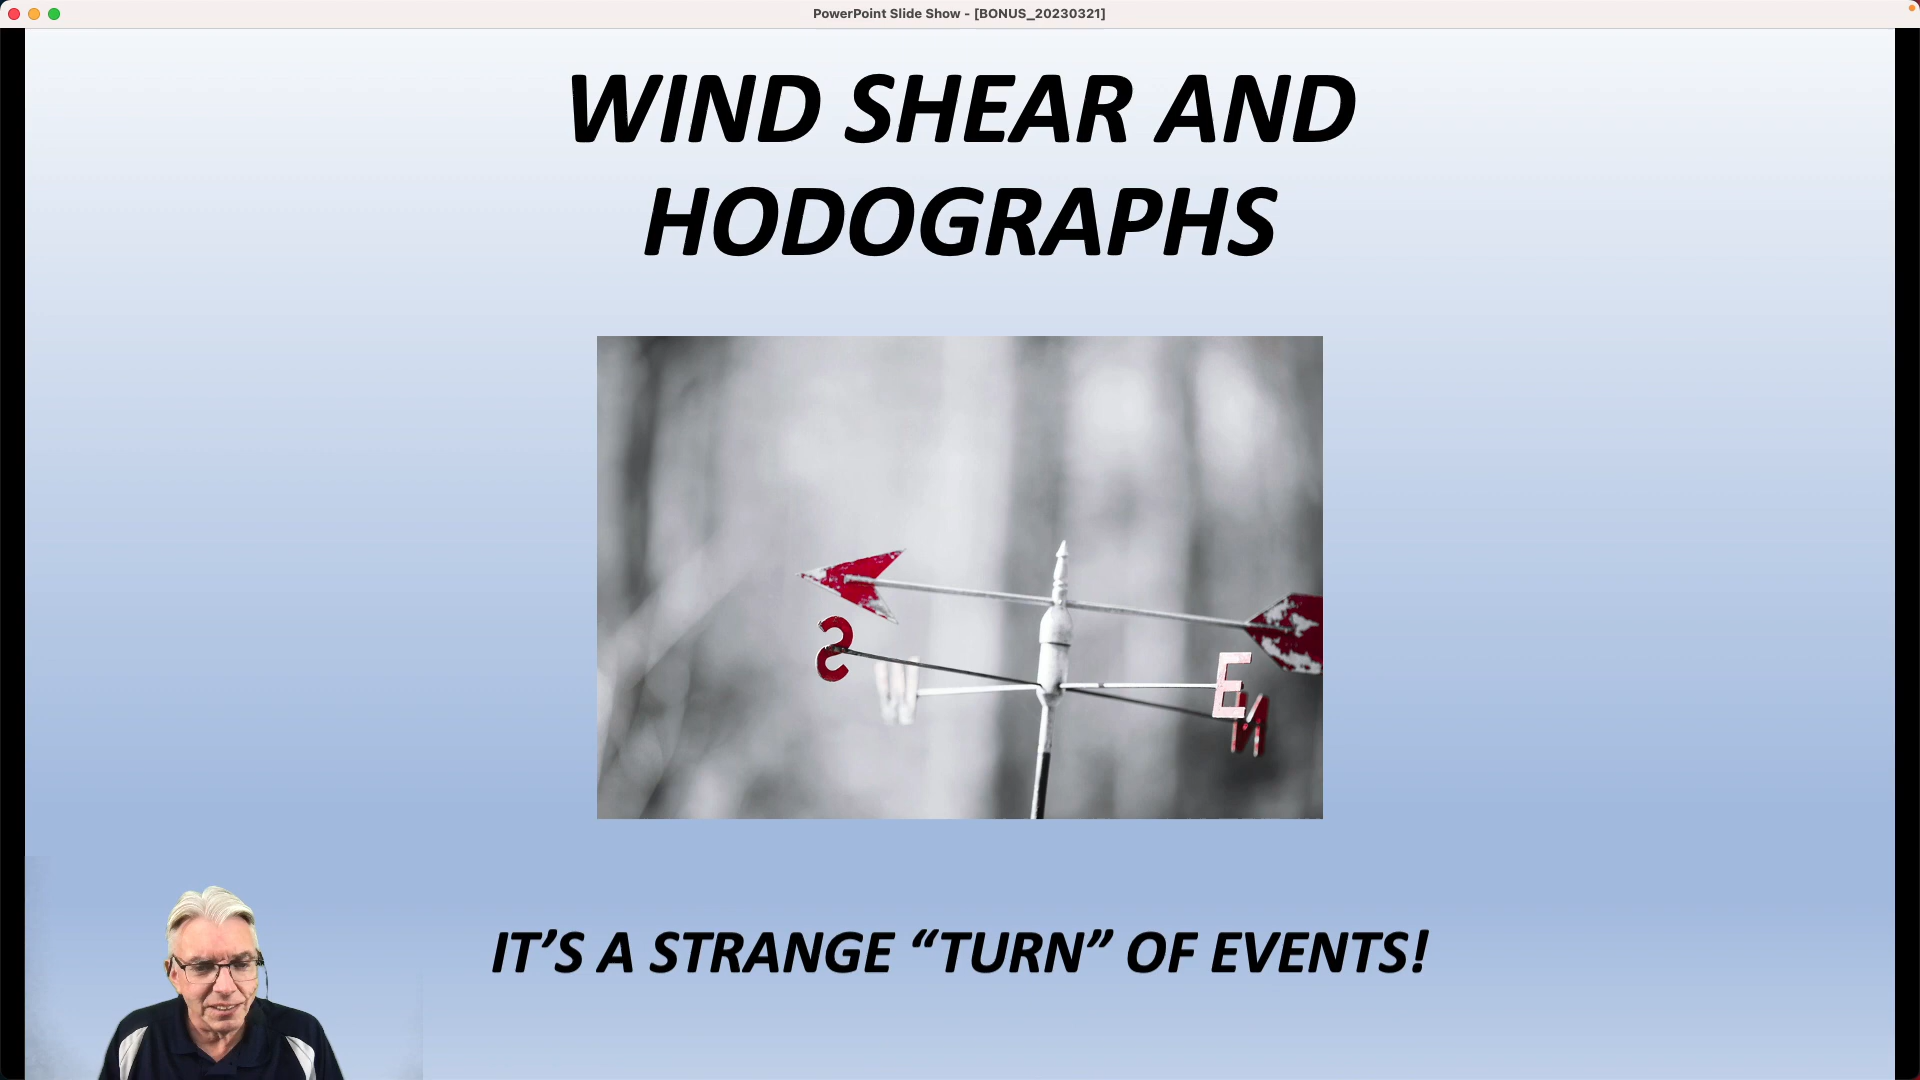 PowerPoint Slide Show - [BONUS_20230321]
WIND SHEAR AND
HODOGRAPHS
S
W
E
N
IT’S A STRANGE “TURN” OF EVENTS!